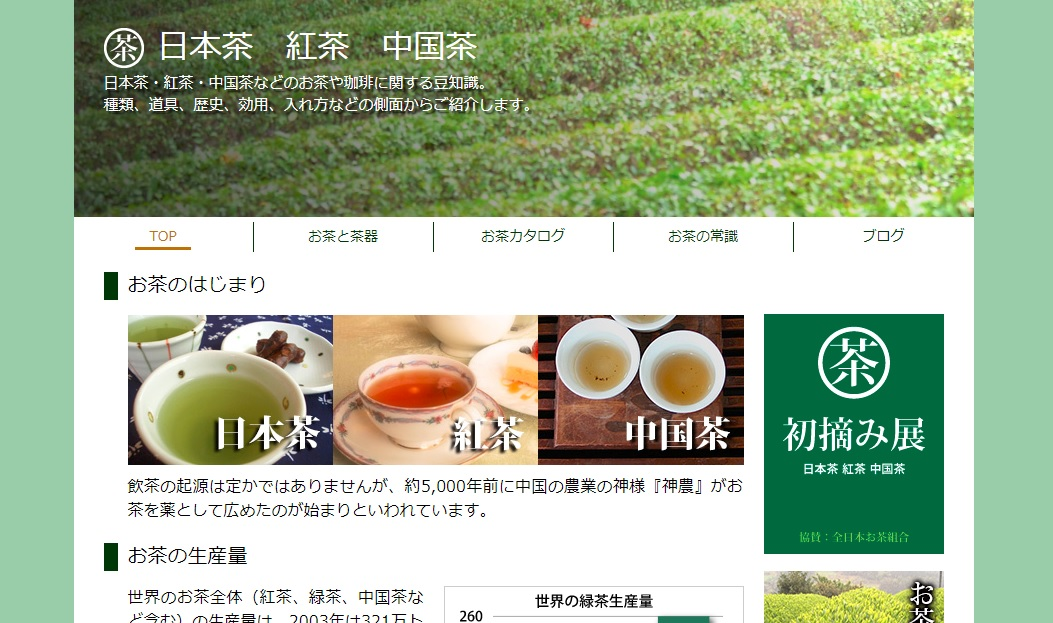 茶 日本茶 紅茶 中国茶
日本茶・紅茶・中国茶などのお茶や珈琲に関する豆知識。
種類、道具、歴史、効用、入れ方などの側面からご紹介します。
TOP
お茶と茶器
お茶カタログ
お茶の常識
ブログ
お茶のはじまり
日本茶
紅茶
中国茶
飲茶の起源は定かではありませんが、約5,000年前に中国の農業の神様『神農』がお
茶を薬として広めたのが始まりといわれています。
お茶の生産量
世界のお茶全体（紅茶、緑茶、中国茶な
ど含む）の生産量は、2003年は321万ト
世界の緑茶生産量
260
茶
初摘み展
日本茶 紅茶 中国茶
協賛：全日本お茶組合
お茶